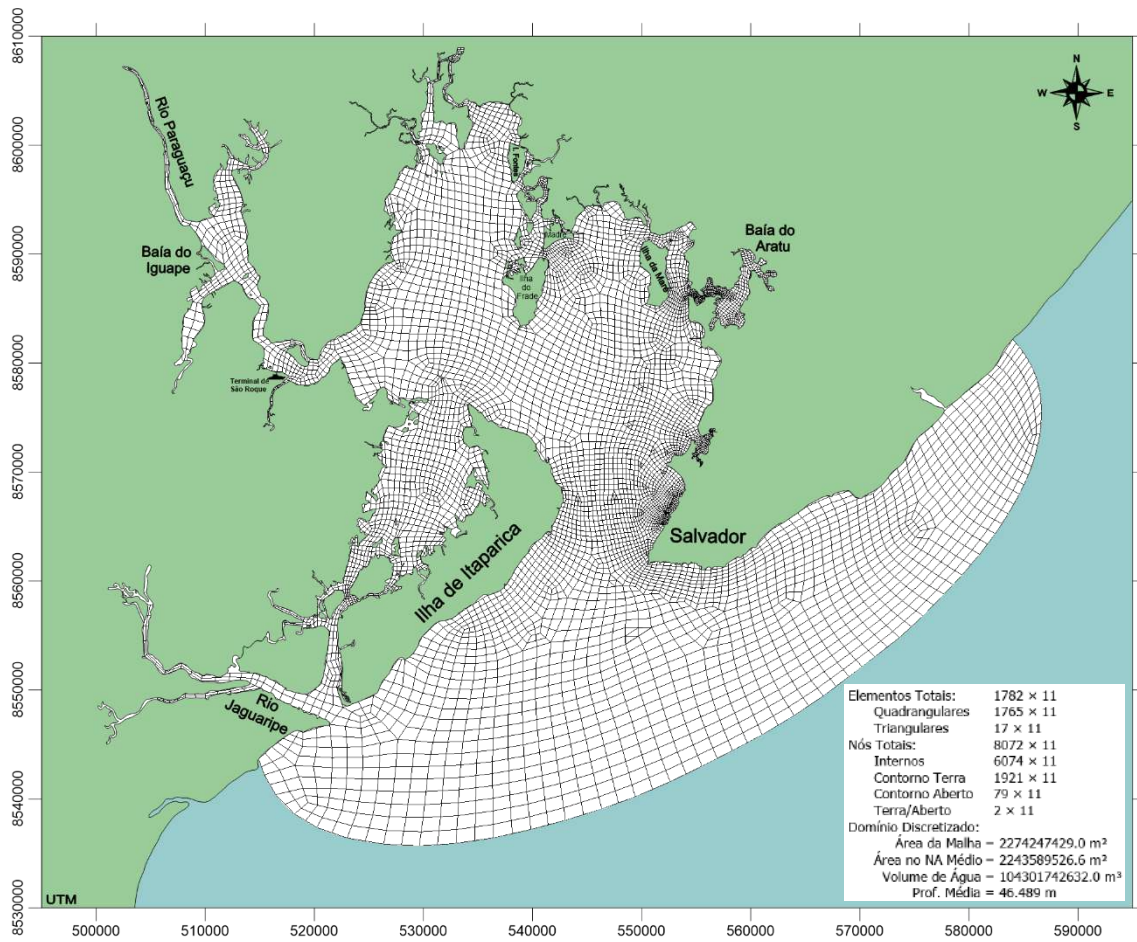 8610000
8600000
8590000
8580000
8570000
8560000
8550000
8540000
8530000
N
W
E
S
Rio Paraguaçu
I. Fontes
Baía do
Iguape
Madre
Ilha da Maré
Baía do
Aratu
Ilha
do
Frade
Terminal de
São Roque
Salvador
Ilha de Itaparica
Rio
Jaguaripe
Elementos Totais: 1782 × 11
Quadrangulares 1765 × 11
Triangulares 17 × 11
Nós Totais: 8072 × 11
Internos 6074 × 11
Contorno Terra 1921 × 11
Contorno Aberto 79 × 11
Terra/Aberto 2 × 11
Domínio Discretizado:
Área da Malha = 2274247429.0 m²
Área no NA Médio = 2243589526.6 m²
Volume de Água = 104301742632.0 m³
Prof. Média = 46.489 m
UTM
500000 510000 520000 530000 540000 550000 560000 570000 580000 590000